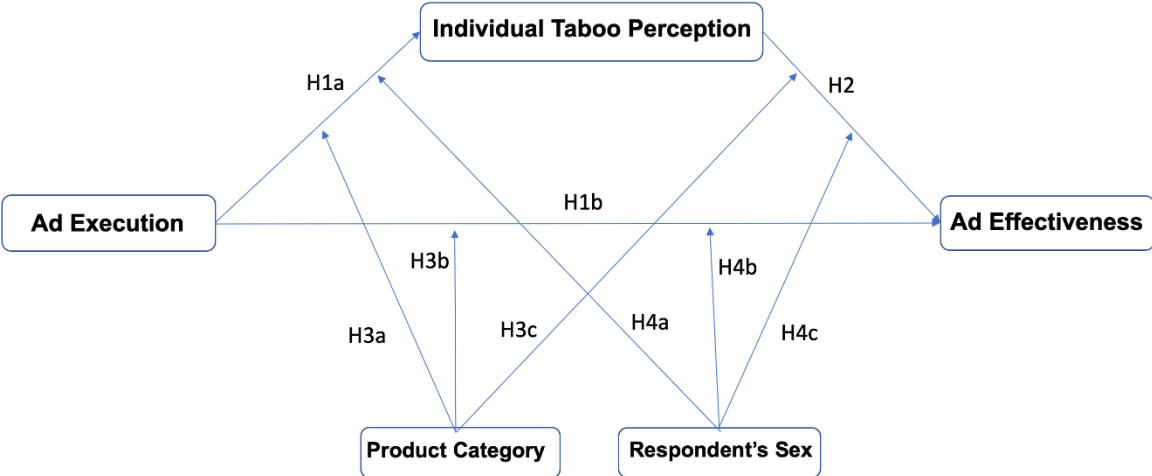 Individual Taboo Perception
H1a
H2
H1b
Ad Execution
Ad Effectiveness
H3b
H4b
H3a
H3c
H4a
H4c
Product Category
Respondent’s Sex